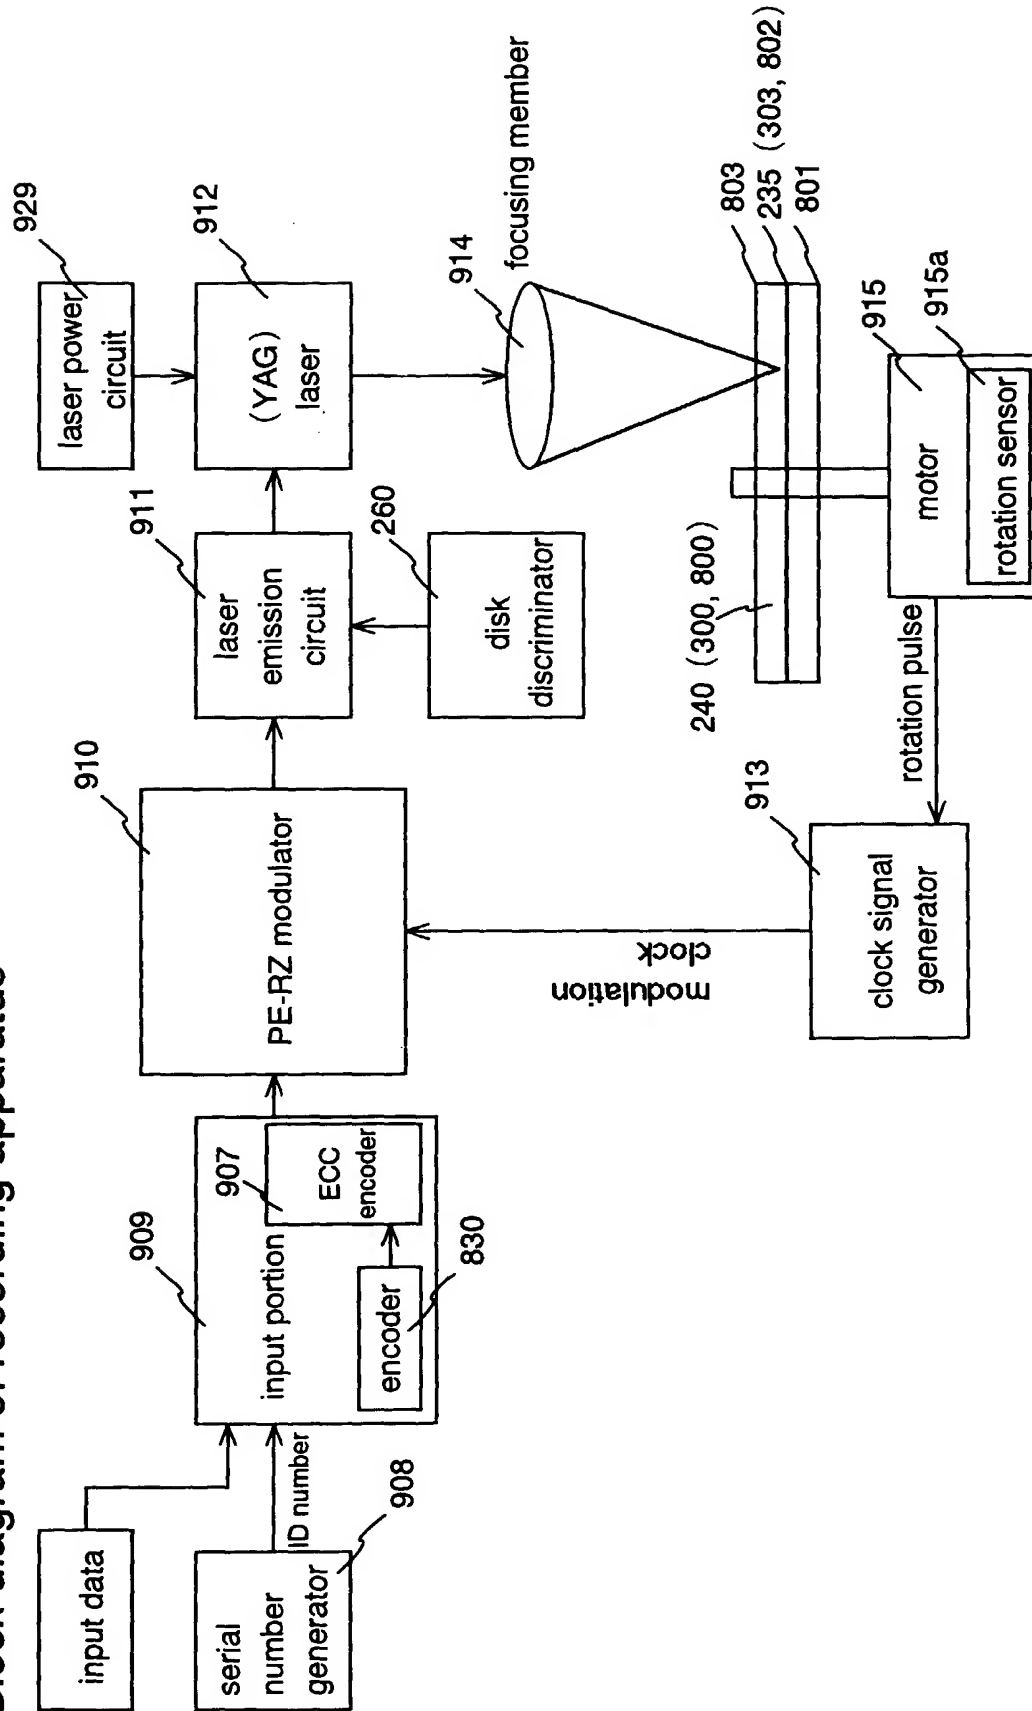 Block diagram of recording apparatus
input data
serial
number
generator
908
ID number
909
input portion
907
ECC
encoder
encoder
830
910
PE-RZ modulator
modulation
clock
913
clock signal
generator
rotation pulse
911
laser
emission
circuit
260
disk
discriminator
929
laser power
circuit
912
(YAG)
laser
914
focusing member
240 (300, 800)
803
235 (303, 802)
801
915
motor
915a
rotation sensor